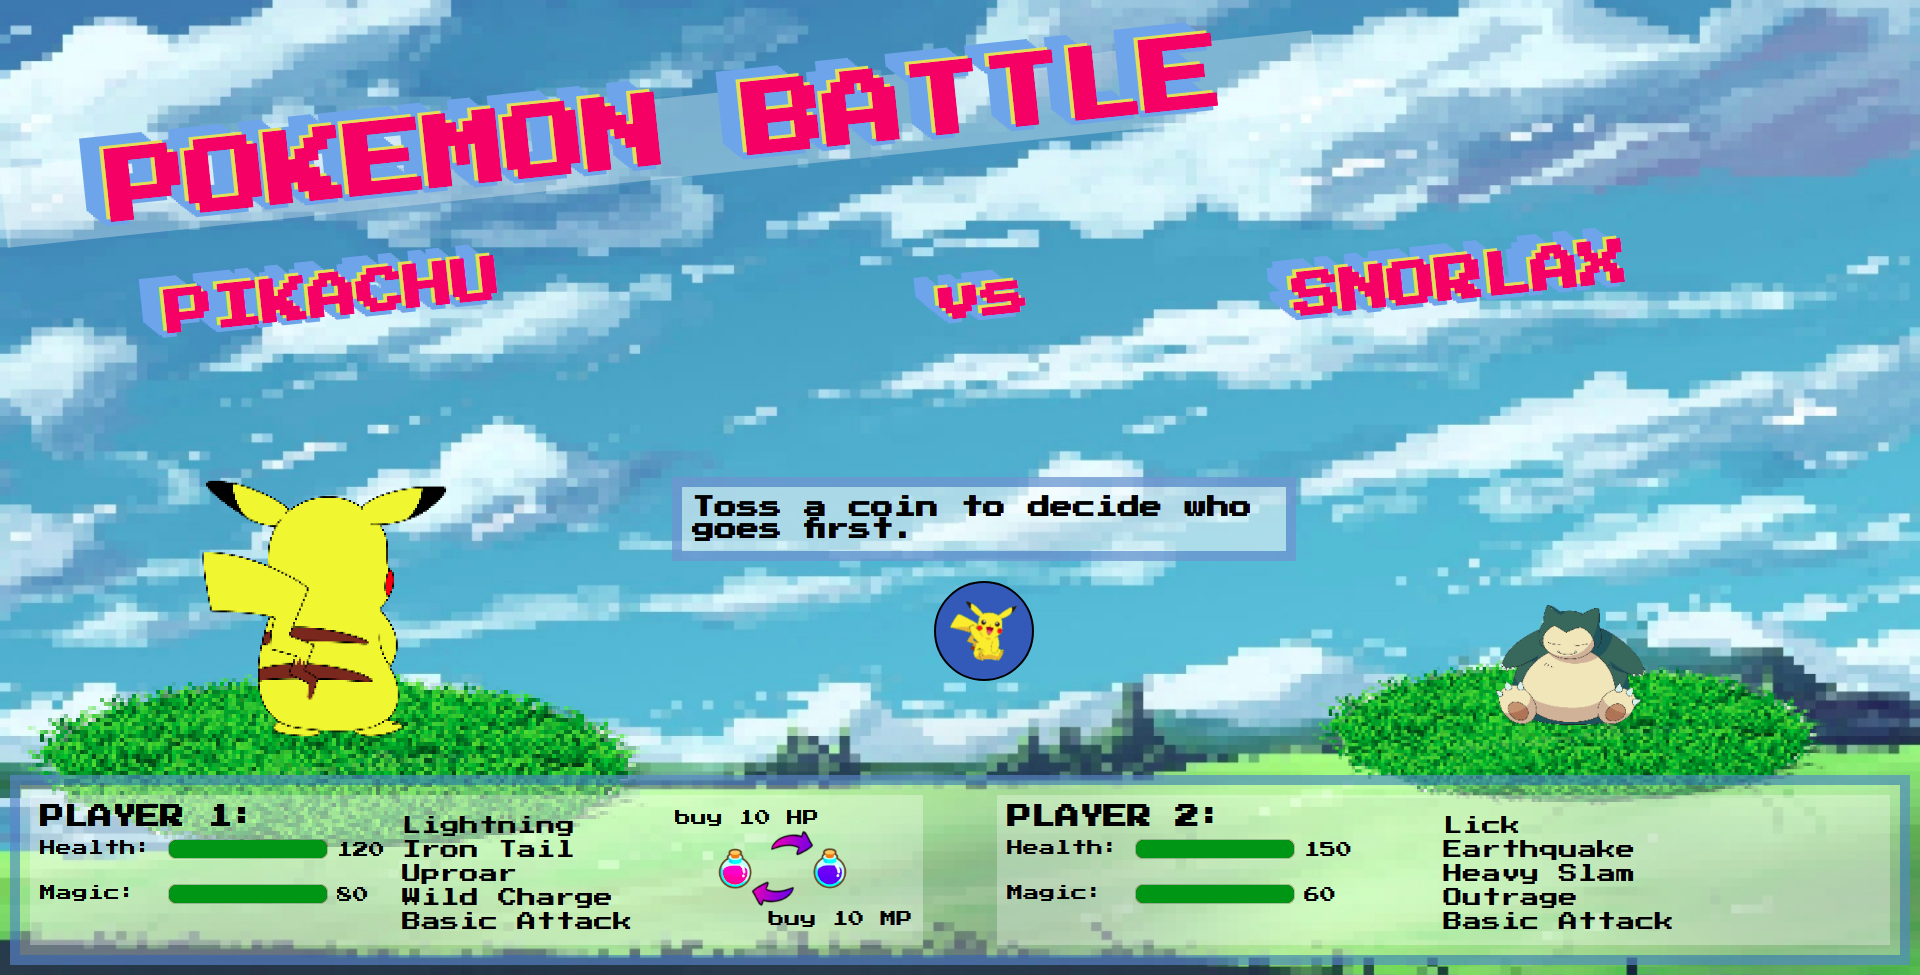 POKEMON BATTLE
PIKACHU vs SNORLAX
Toss a coin to decide who
goes first.
PLAYER 1:
Health: 120
Magic: 80
Lightning
Iron Tail
Uproar
Wild Charge
Basic Attack
buy 10 HP
buy 10 MP
PLAYER 2:
Health: 150
Magic: 60
Lick
Earthquake
Heavy Slam
Outrage
Basic Attack